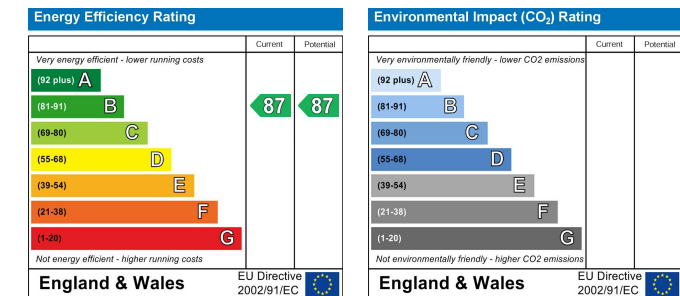 Energy Efficiency Rating
Current Potential
Very energy efficient - lower running costs
(92 plus) A
(81-91) B 87 87
(69-80) C
(55-68) D
(39-54) E
(21-38) F
(1-20) G
Not energy efficient - higher running costs
England & Wales
EU Directive
2002/91/EC
Environmental Impact (CO₂) Rating
Current Potential
Very environmentally friendly - lower CO2 emissions
(92 plus) A
(81-91) B
(69-80) C
(55-68) D
(39-54) E
(21-38) F
(1-20) G
Not environmentally friendly - higher CO2 emissions
England & Wales
EU Directive
2002/91/EC